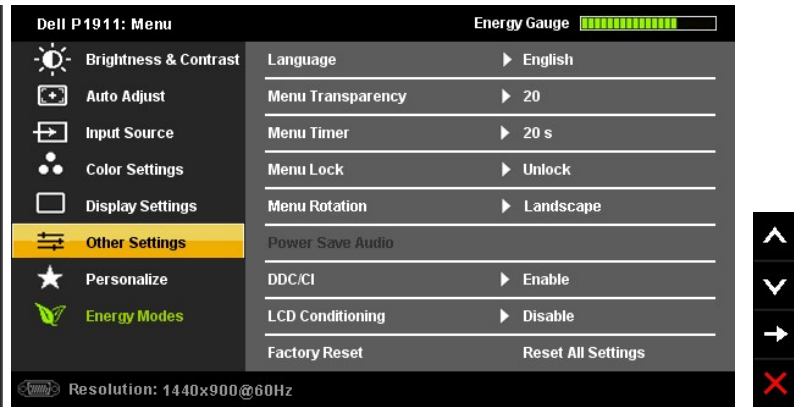 Dell P1911: Menu Energy Gauge
Brightness & Contrast
Auto Adjust
Input Source
Color Settings
Display Settings
Other Settings
Personalize
Energy Modes
Language English
Menu Transparency 20
Menu Timer 20 s
Menu Lock Unlock
Menu Rotation Landscape
Power Save Audio
DDC/CI Enable
LCD Conditioning Disable
Factory Reset Reset All Settings
Resolution: 1440x900@60Hz